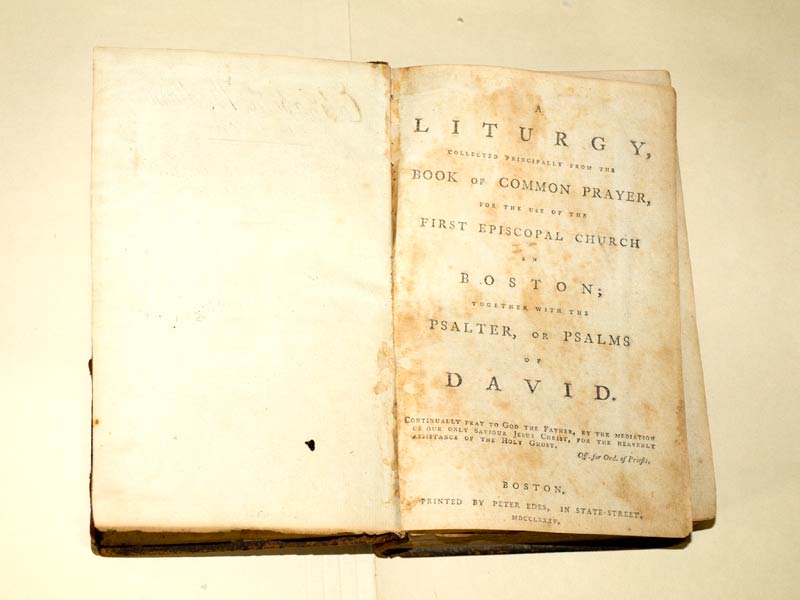 A
LITURGY,
COLLECTED PRINCIPALLY FROM THE
BOOK OF COMMON PRAYER,
FOR THE USE OF THE
FIRST EPISCOPAL CHURCH
IN
BOSTON;
TOGETHER WITH THE
PSALTER, OR PSALMS
OF
DAVID.
CONTINUALLY PRAY TO GOD THE FATHER, BY THE MEDIATION
OF OUR ONLY SAVIOUR JESUS CHRIST, FOR THE HEAVENLY
ASSISTANCE OF THE HOLY GHOST.
Off. for Ord. of Priests.
BOSTON,
PRINTED BY PETER EDES, IN STATE-STREET.
MDCCLXXXV.